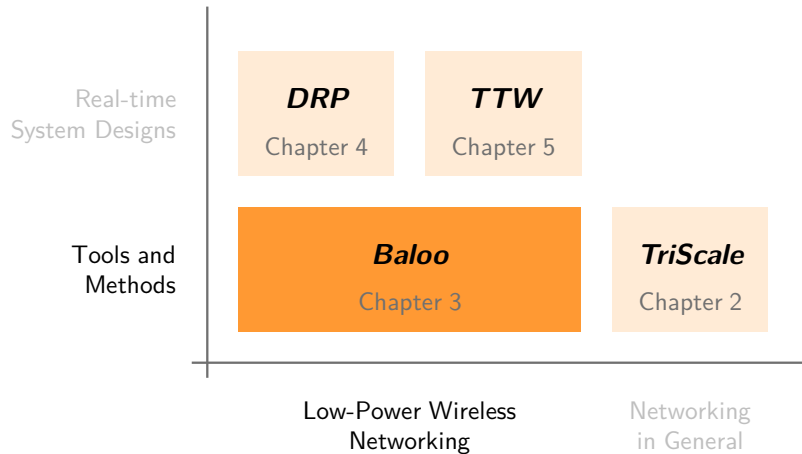 Real-time
System Designs
DRP
Chapter 4
TTW
Chapter 5
Tools and
Methods
Baloo
Chapter 3
TriScale
Chapter 2
Low-Power Wireless
Networking
Networking
in General